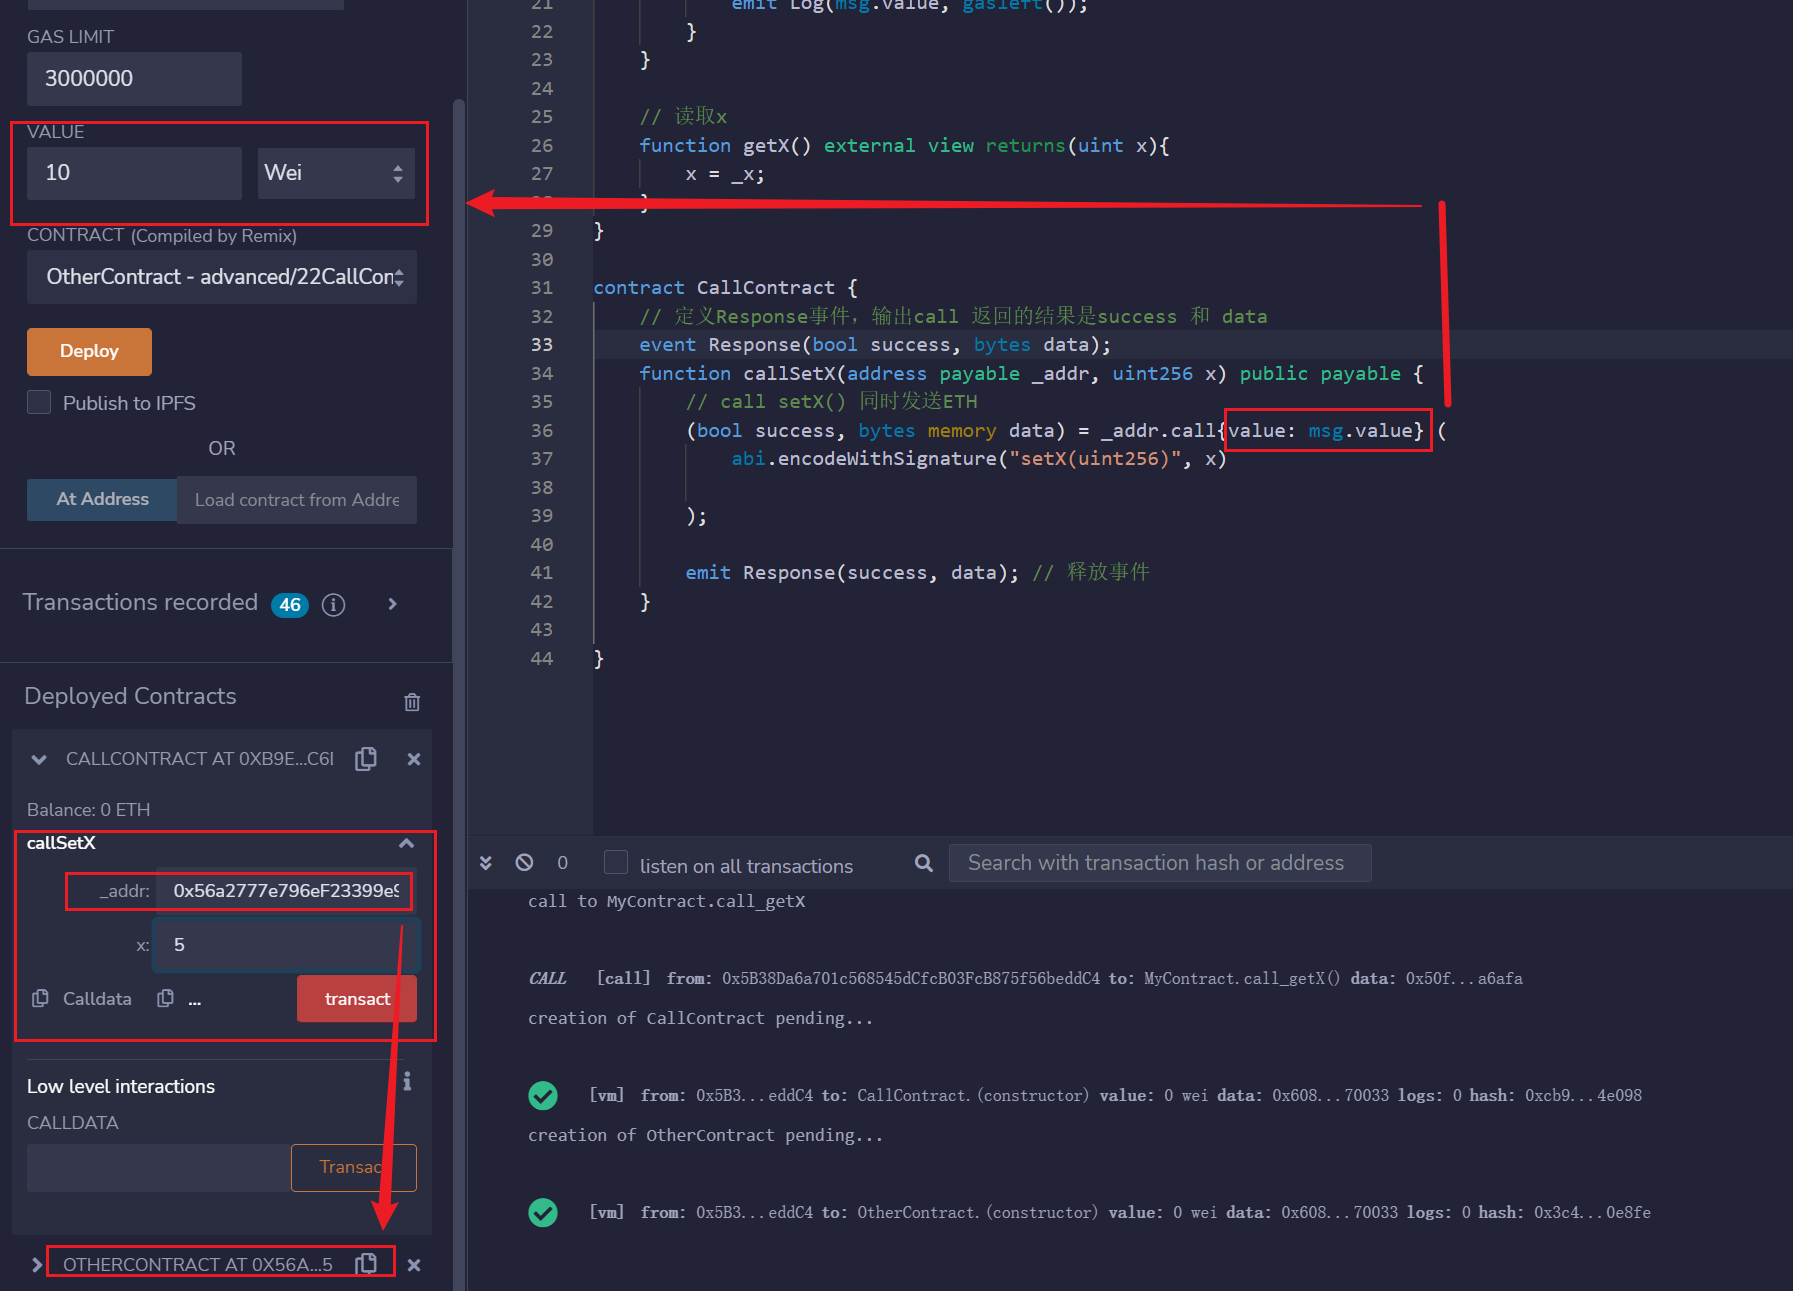 GAS LIMIT
3000000
VALUE
10
Wei
CONTRACT (Compiled by Remix)
OtherContract - advanced/22CallCon
Deploy
Publish to IPFS
OR
At Address
Load contract from Addre
Transactions recorded 46
Deployed Contracts
CALLCONTRACT AT 0XB9E...C6
Balance: 0 ETH
callSetX
_addr: 0x56a2777e796eF23399e9
x: 5
Calldata
...
transact
Low level interactions
CALLDATA
Transac
OTHERCONTRACT AT 0X56A...5
21 emit Log(msg.value, gasleft());
22 }
23 }
24
25 // 读取x
26 function getX() external view returns(uint x){
27 x = _x;
}
29 }
30
31 contract CallContract {
32 // 定义Response事件，输出call 返回的结果是success 和 data
33 event Response(bool success, bytes data);
34 function callSetX(address payable _addr, uint256 x) public payable {
35 // call setX() 同时发送ETH
36 (bool success, bytes memory data) = _addr.call{value: msg.value} (
37 abi.encodeWithSignature("setX(uint256)", x)
38
39 );
40
41 emit Response(success, data); // 释放事件
42 }
43
44 }
0
listen on all transactions
Search with transaction hash or address
call to MyContract.call_getX
CALL [call] from: 0x5B38Da6a701c568545dCfcB03FcB875f56beddC4 to: MyContract.call_getX() data: 0x50f...a6afa
creation of CallContract pending...
[vm] from: 0x5B3...eddC4 to: CallContract.(constructor) value: 0 wei data: 0x608...70033 logs: 0 hash: 0xcb9...4e098
creation of OtherContract pending...
[vm] from: 0x5B3...eddC4 to: OtherContract.(constructor) value: 0 wei data: 0x608...70033 logs: 0 hash: 0x3c4...0e8fe